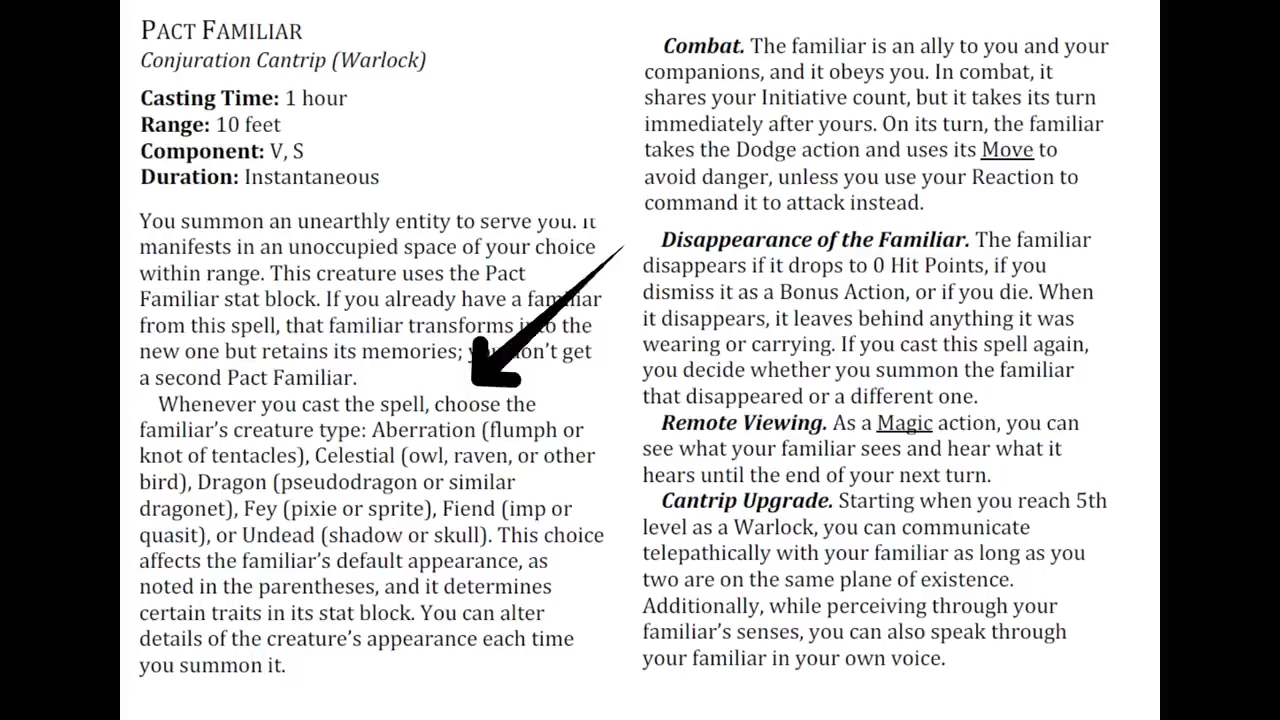 PACT FAMILIAR
Conjuration Cantrip (Warlock)
Casting Time: 1 hour
Range: 10 feet
Component: V, S
Duration: Instantaneous
You summon an unearthly entity to serve you. It
manifests in an unoccupied space of your choice
within range. This creature uses the Pact
Familiar stat block. If you already have a familiar
from this spell, that familiar transforms into the
new one but retains its memories; you don't get
a second Pact Familiar.
Whenever you cast the spell, choose the
familiar's creature type: Aberration (flumph or
knot of tentacles), Celestial (owl, raven, or other
bird), Dragon (pseudodragon or similar
dragonet), Fey (pixie or sprite), Fiend (imp or
quasit), or Undead (shadow or skull). This choice
affects the familiar's default appearance, as
noted in the parentheses, and it determines
certain traits in its stat block. You can alter
details of the creature's appearance each time
you summon it.
Combat. The familiar is an ally to you and your
companions, and it obeys you. In combat, it
shares your Initiative count, but it takes its turn
immediately after yours. On its turn, the familiar
takes the Dodge action and uses its Move to
avoid danger, unless you use your Reaction to
command it to attack instead.
Disappearance of the Familiar. The familiar
disappears if it drops to 0 Hit Points, if you
dismiss it as a Bonus Action, or if you die. When
it disappears, it leaves behind anything it was
wearing or carrying. If you cast this spell again,
you decide whether you summon the familiar
that disappeared or a different one.
Remote Viewing. As a Magic action, you can
see what your familiar sees and hear what it
hears until the end of your next turn.
Cantrip Upgrade. Starting when you reach 5th
level as a Warlock, you can communicate
telepathically with your familiar as long as you
two are on the same plane of existence.
Additionally, while perceiving through your
familiar's senses, you can also speak through
your familiar in your own voice.